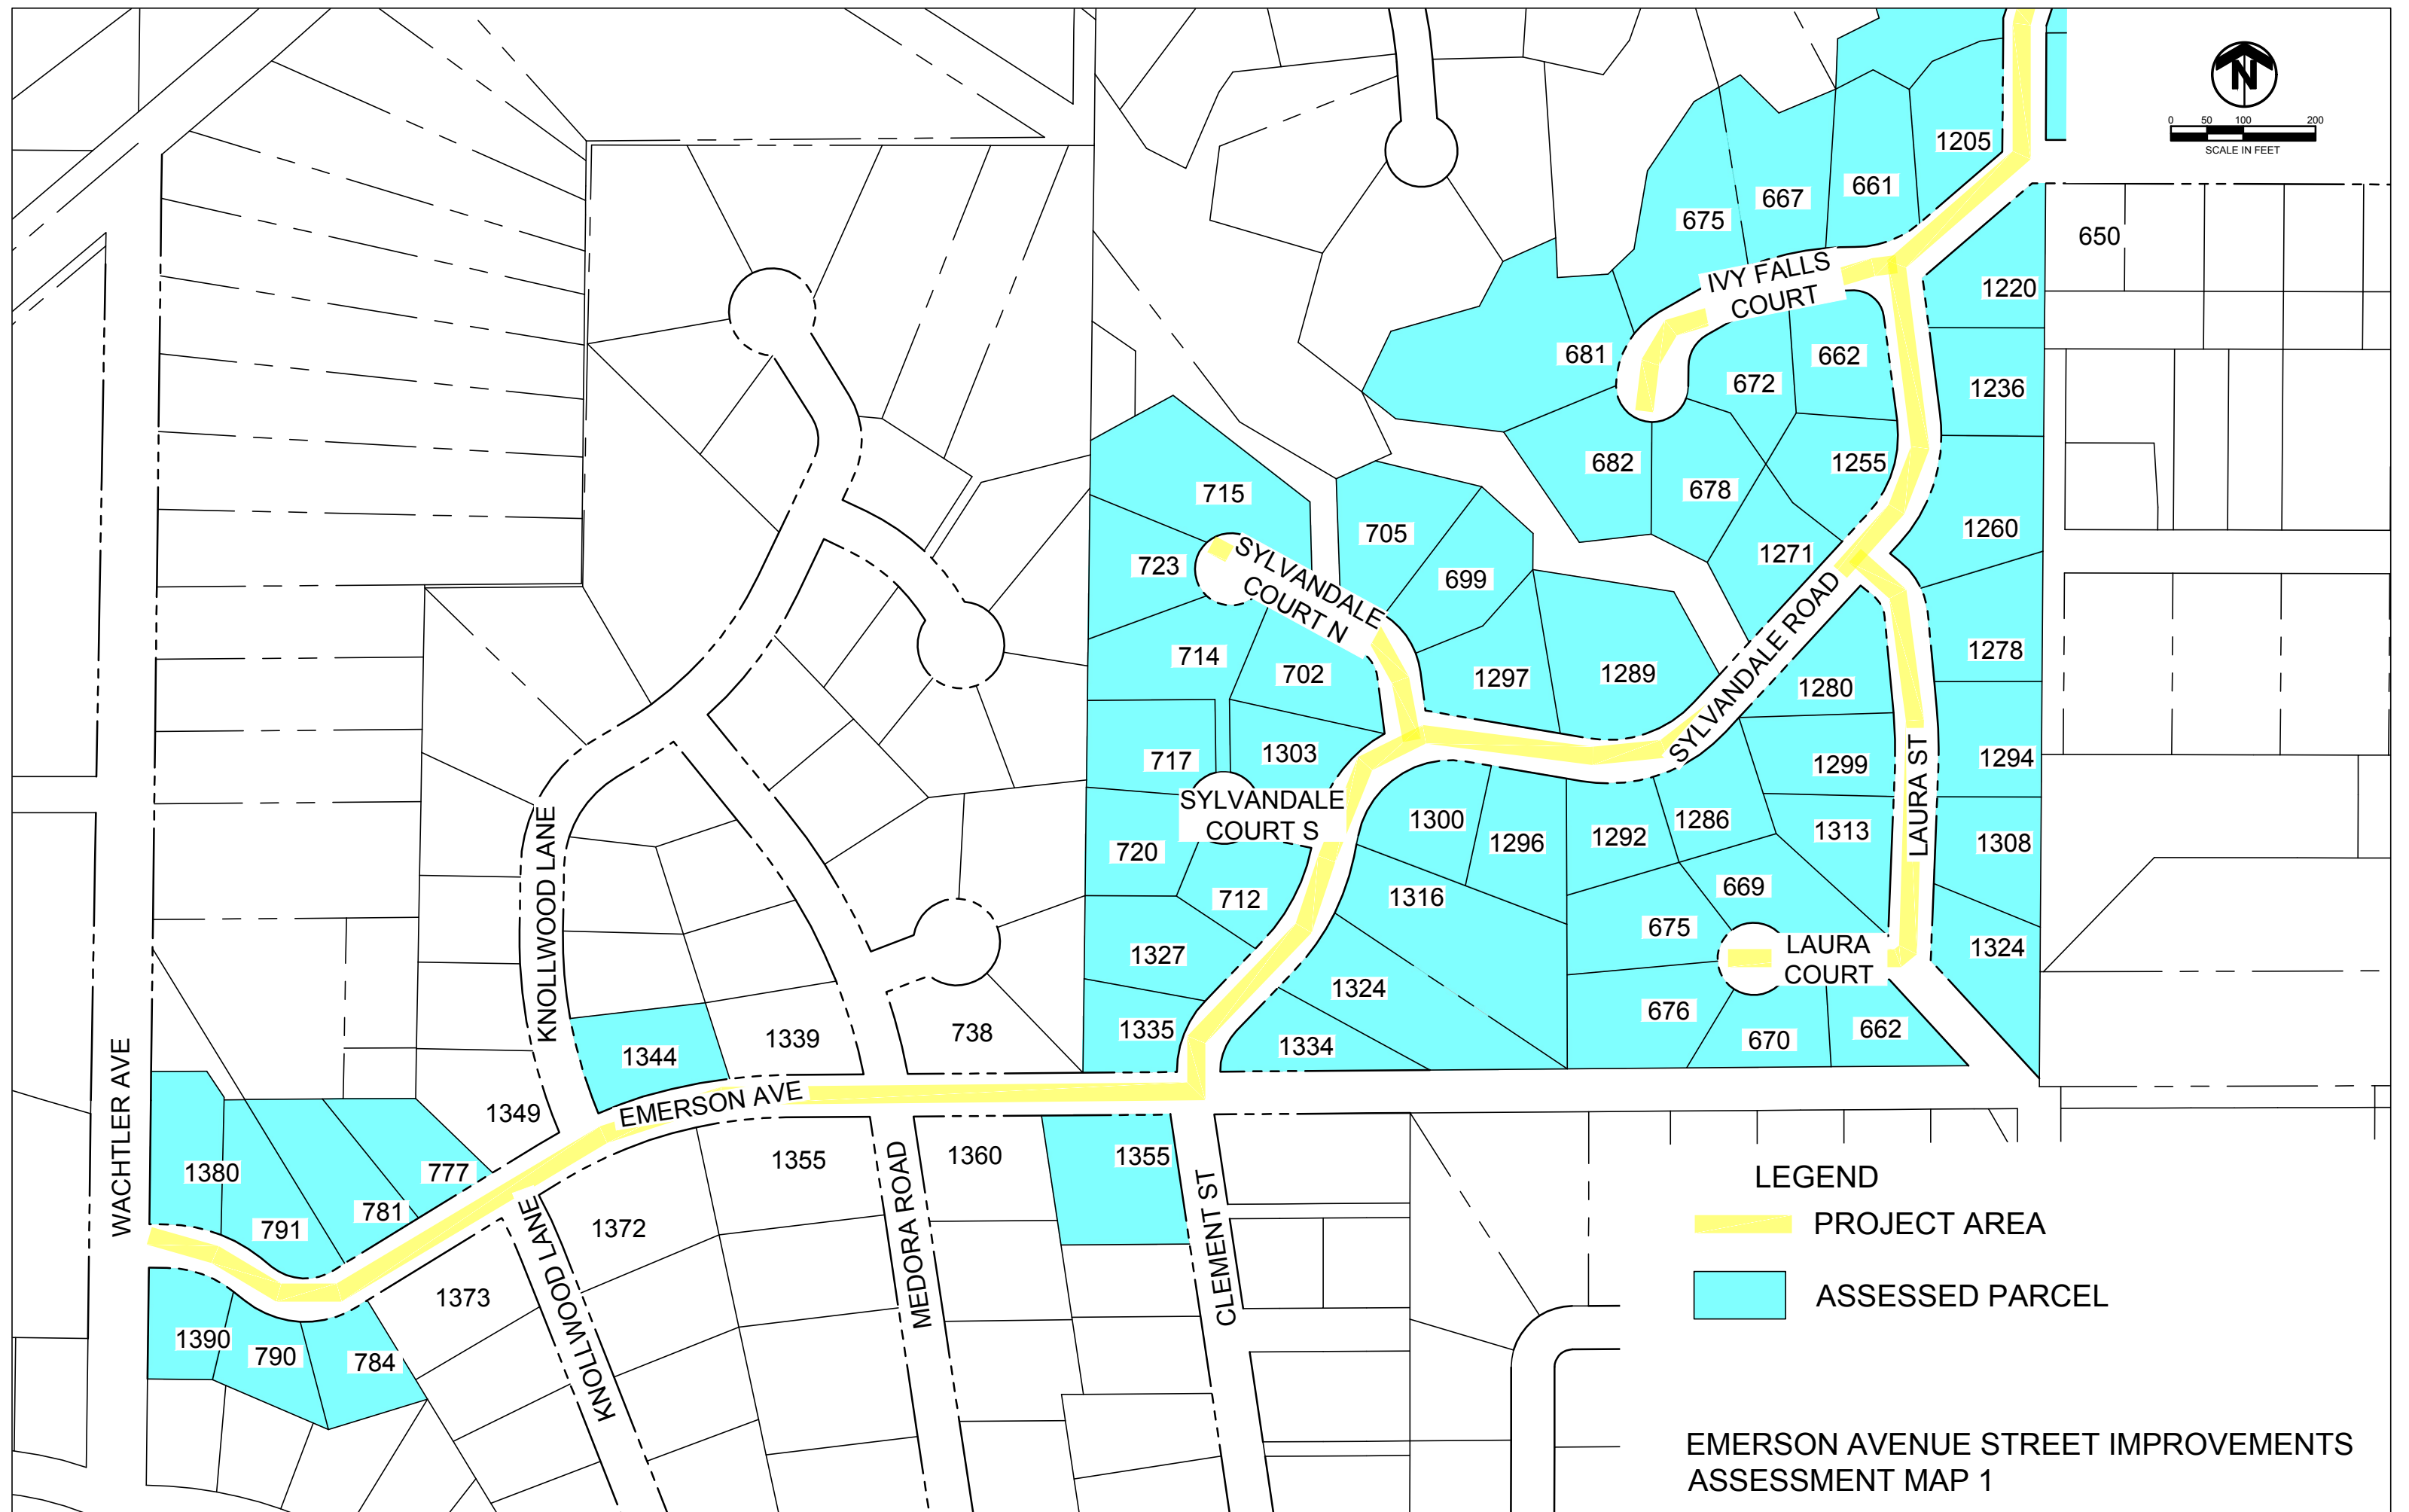 N
0 50 100 200
SCALE IN FEET
1205
661
667
675
650
IVY FALLS
COURT
1220
681
672
662
1236
682
678
1255
715
705
1260
SYLVANDALE
COURT N
723
699
1271
714
702
1297
1289
SYLVANDALE ROAD
1278
1280
717
1303
1299
1294
SYLVANDALE
COURT S
1300
1296
1292
1286
1313
LAURA ST
1308
720
712
1316
669
675
KNOLLWOOD LANE
1327
LAURA
COURT
1324
1324
676
1335
1334
670
662
1344
1339
738
WACHTLER AVE
EMERSON AVE
1349
1380
777
781
791
1355
1360
1355
1372
KNOLLWOOD LANE
MEDORA ROAD
CLEMENT ST
1373
1390
790
784
LEGEND
PROJECT AREA
ASSESSED PARCEL
EMERSON AVENUE STREET IMPROVEMENTS
ASSESSMENT MAP 1